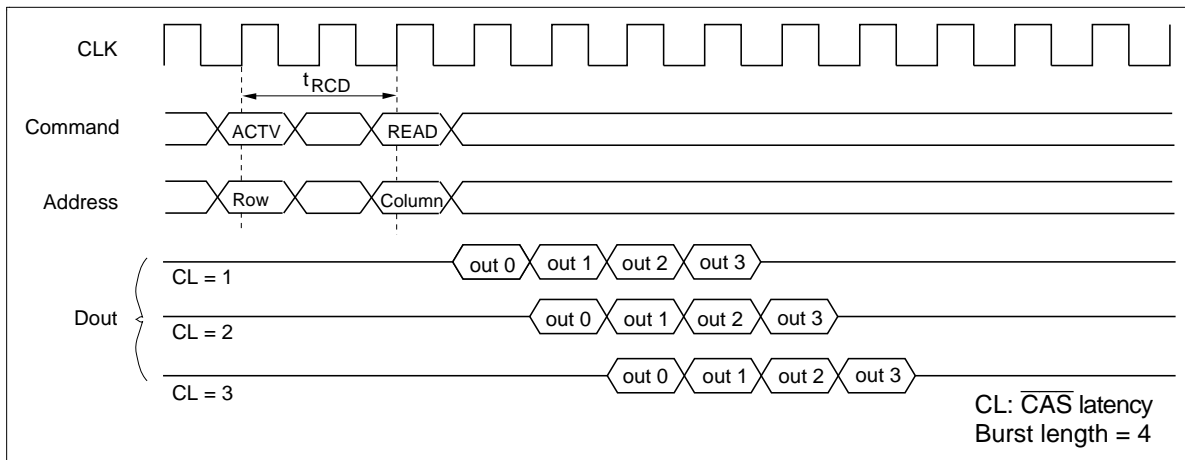 CLK
tRCD
Command ACTV READ
Address Row Column
out 0 out 1 out 2 out 3
CL = 1
Dout
out 0 out 1 out 2 out 3
CL = 2
out 0 out 1 out 2 out 3
CL = 3
CL: CAS latency
Burst length = 4